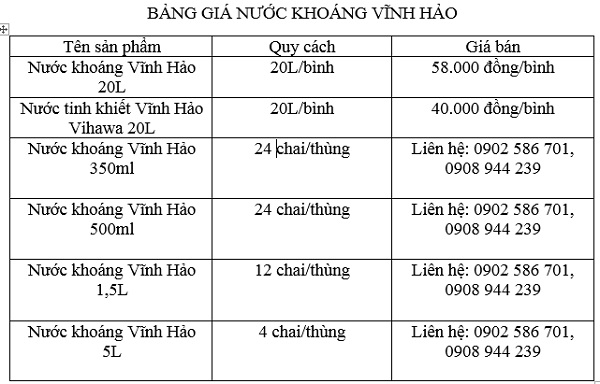 BẢNG GIÁ NƯỚC KHOÁNG VĨNH HẢO
Tên sản phẩm Quy cách Giá bán
Nước khoáng Vĩnh Hảo 20L/bình 58.000 đồng/bình
20L
Nước tinh khiết Vĩnh Hảo 20L/bình 40.000 đồng/bình
Vihawa 20L
Nước khoáng Vĩnh Hảo 24 chai/thùng Liên hệ: 0902 586 701,
350ml 0908 944 239
Nước khoáng Vĩnh Hảo 24 chai/thùng Liên hệ: 0902 586 701,
500ml 0908 944 239
Nước khoáng Vĩnh Hảo 12 chai/thùng Liên hệ: 0902 586 701,
1,5L 0908 944 239
Nước khoáng Vĩnh Hảo 4 chai/thùng Liên hệ: 0902 586 701,
5L 0908 944 239